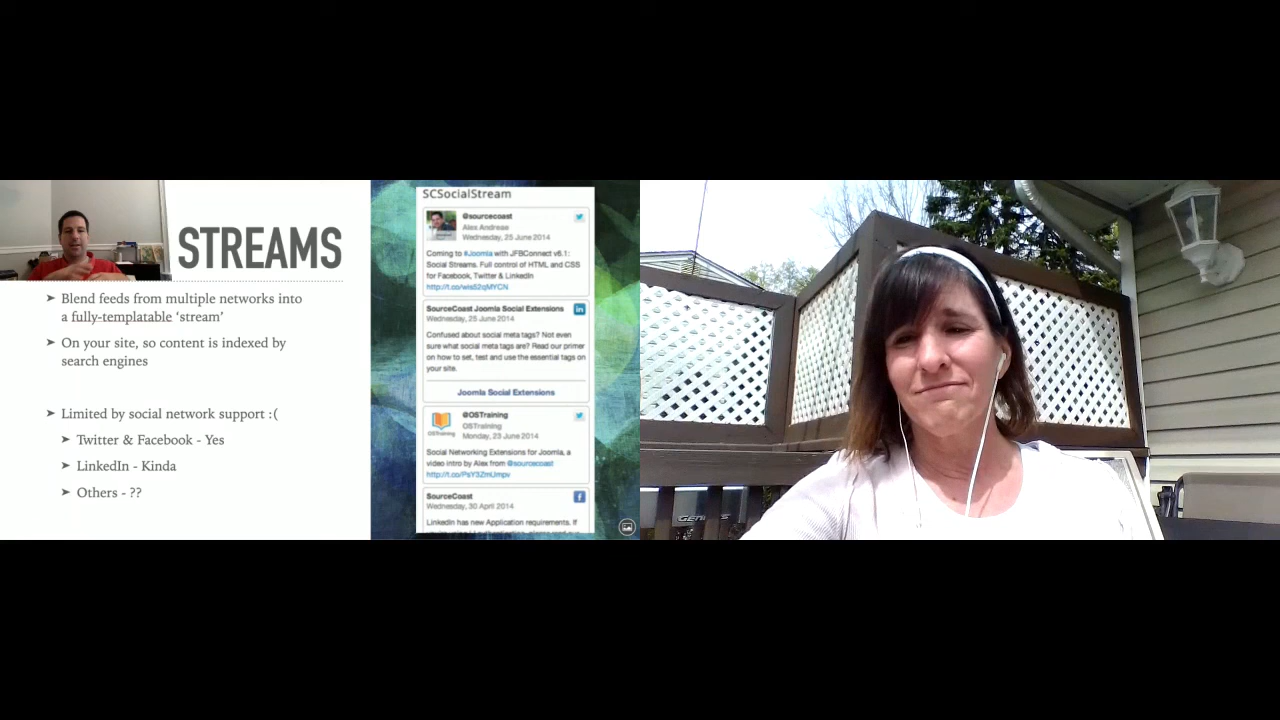 STREAMS
➤ Blend feeds from multiple networks into
a fully-templatable ‘stream’
➤ On your site, so content is indexed by
search engines
➤ Limited by social network support :(
➤ Twitter & Facebook - Yes
➤ LinkedIn - Kinda
➤ Others - ??
SCSocialStream
@sourcecoast
Alex Andreae
Wednesday, 25 June 2014
Coming to #Joomla with JFBConnect v6.1:
Social Streams. Full control of HTML and CSS
for Facebook, Twitter & LinkedIn
SourceCoast Joomla Social Extensions
in
Wednesday, 25 June 2014
Confused about social meta tags? Not even
sure what social meta tags are? Read our primer
on how to set, test and use the essential tags on
your site.
Joomla Social Extensions
@OSTraining
OSTraining
OSTraining
Monday, 23 June 2014
Social Networking Extensions for Joomla, a
video intro by Alex from @sourcecoast
http://t.co/PsY3ZmUmpv
SourceCoast
f
Wednesday, 30 April 2014
LinkedIn has new Application requirements. If